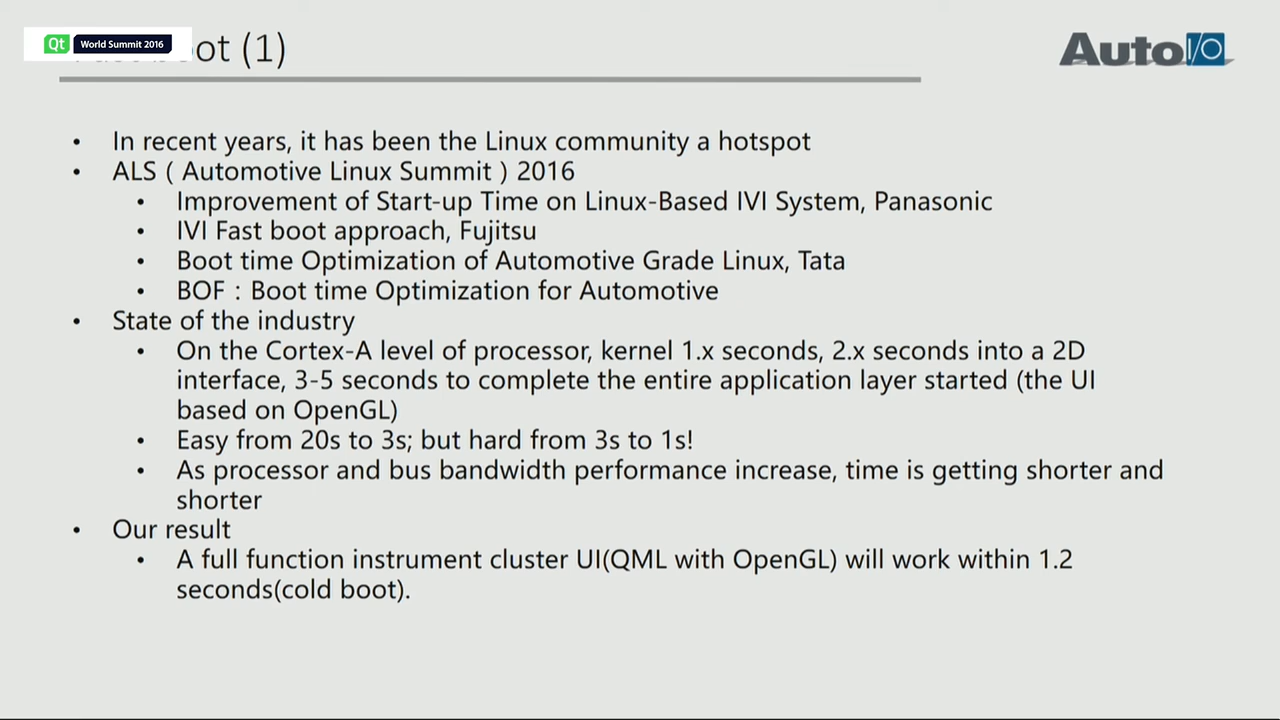 Qt World Summit 2016
oot (1)
Auto I/O
• In recent years, it has been the Linux community a hotspot
• ALS ( Automotive Linux Summit ) 2016
• Improvement of Start-up Time on Linux-Based IVI System, Panasonic
• IVI Fast boot approach, Fujitsu
• Boot time Optimization of Automotive Grade Linux, Tata
• BOF : Boot time Optimization for Automotive
• State of the industry
• On the Cortex-A level of processor, kernel 1.x seconds, 2.x seconds into a 2D
interface, 3-5 seconds to complete the entire application layer started (the UI
based on OpenGL)
• Easy from 20s to 3s; but hard from 3s to 1s!
• As processor and bus bandwidth performance increase, time is getting shorter and
shorter
• Our result
• A full function instrument cluster UI(QML with OpenGL) will work within 1.2
seconds(cold boot).